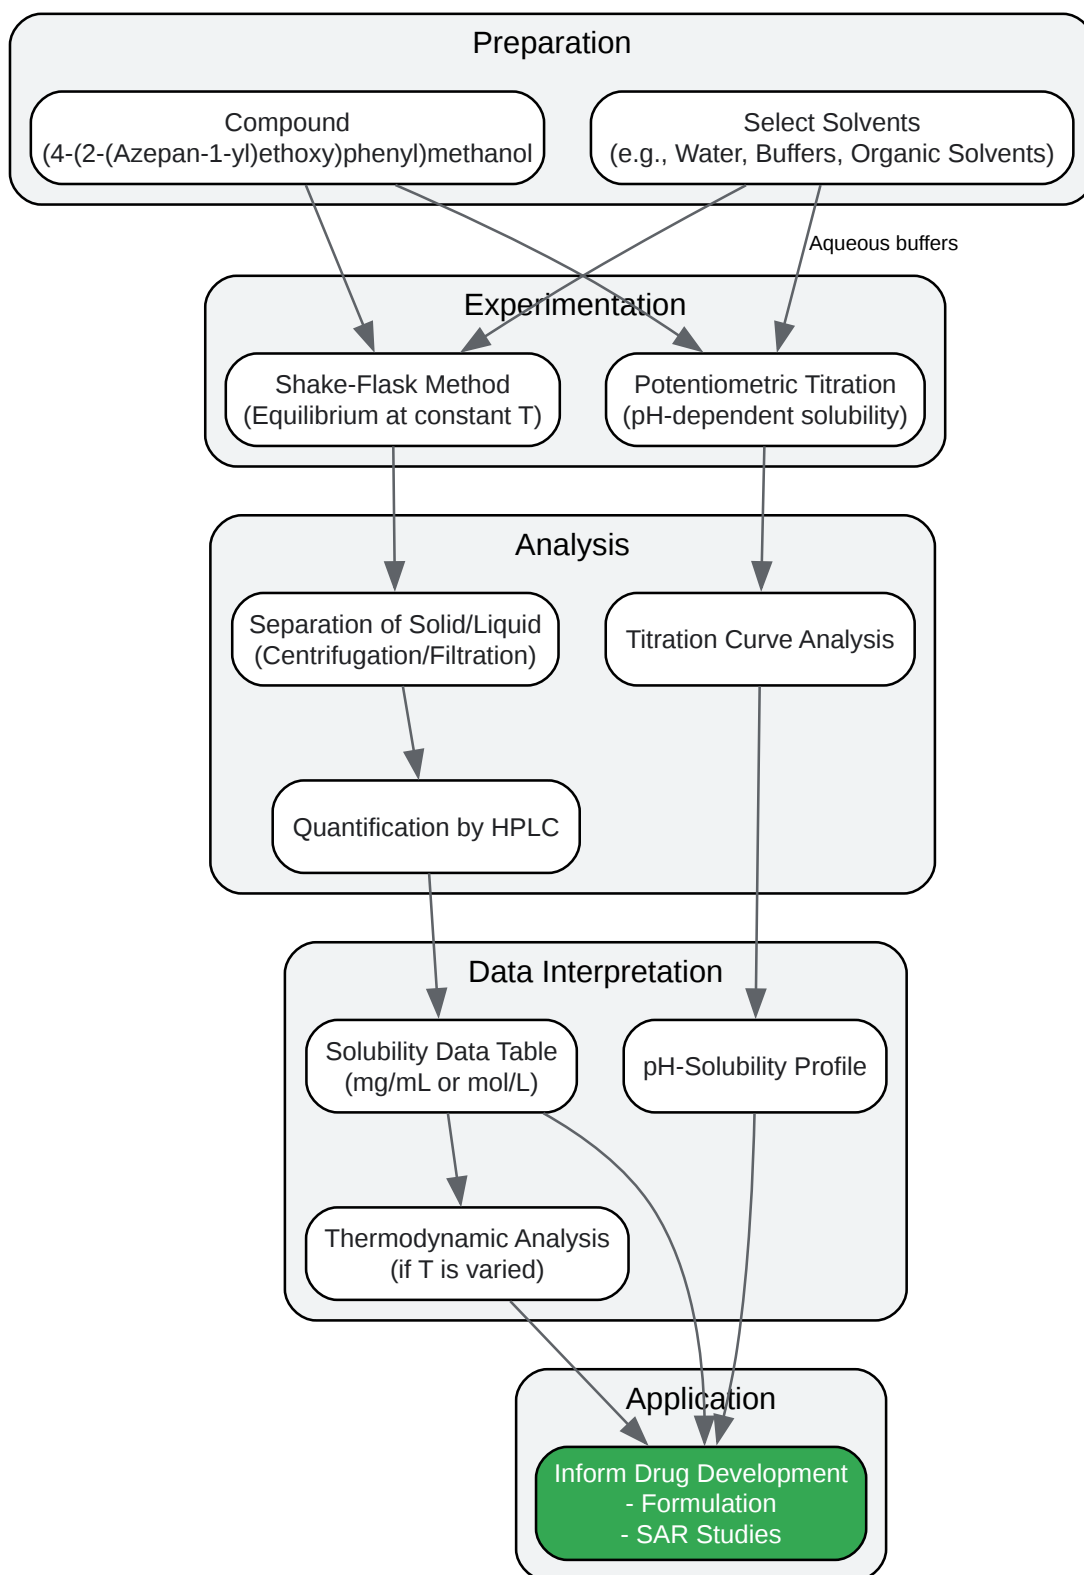 Preparation
Compound
(4-(2-(Azepan-1-yl)ethoxy)phenyl)methanol
Select Solvents
(e.g., Water, Buffers, Organic Solvents)
Aqueous buffers
Experimentation
Shake-Flask Method
(Equilibrium at constant T)
Potentiometric Titration
(pH-dependent solubility)
Analysis
Separation of Solid/Liquid
(Centrifugation/Filtration)
Titration Curve Analysis
Quantification by HPLC
Data Interpretation
Solubility Data Table
(mg/mL or mol/L)
pH-Solubility Profile
Thermodynamic Analysis
(if T is varied)
Application
Inform Drug Development
- Formulation
- SAR Studies